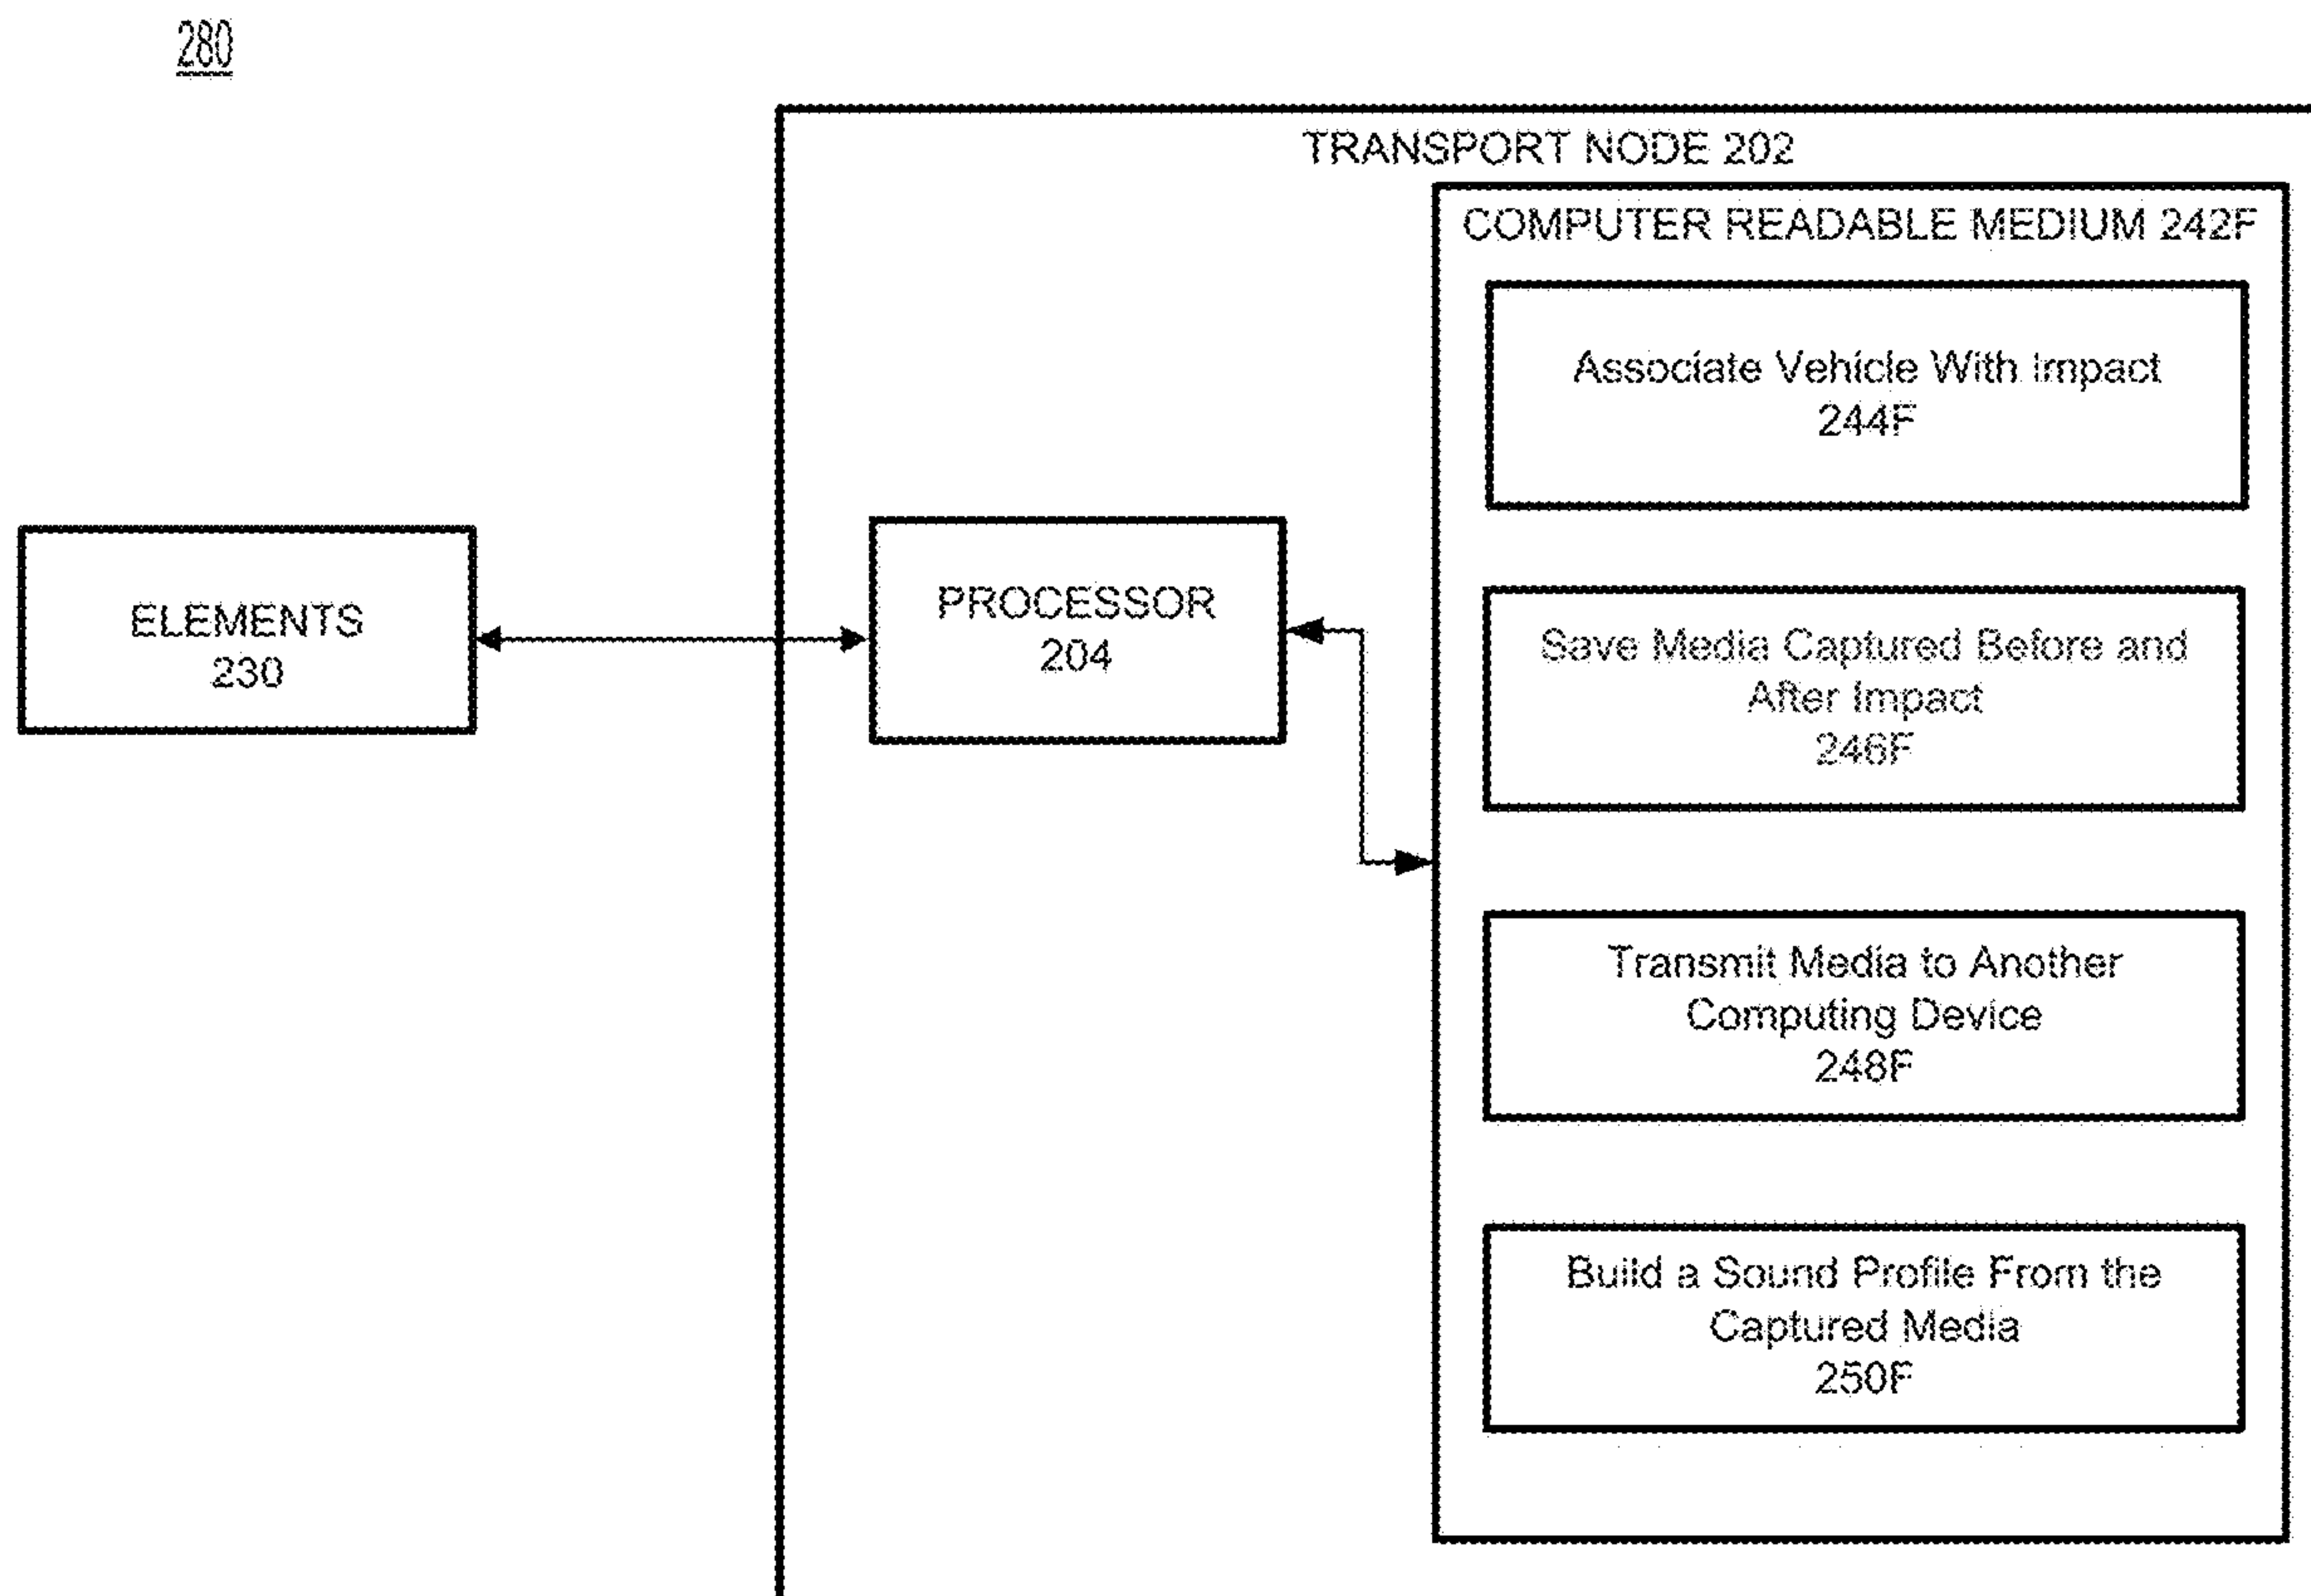 280
TRANSPORT NODE 202
COMPUTER READABLE MEDIUM 242F
Associate Vehicle With Impact
244F
ELEMENTS
230
PROCESSOR
204
Save Media Captured Before and
After Impact
246F
Transmit Media to Another
Computing Device
248F
Build a Sound Profile From the
Captured Media
250F